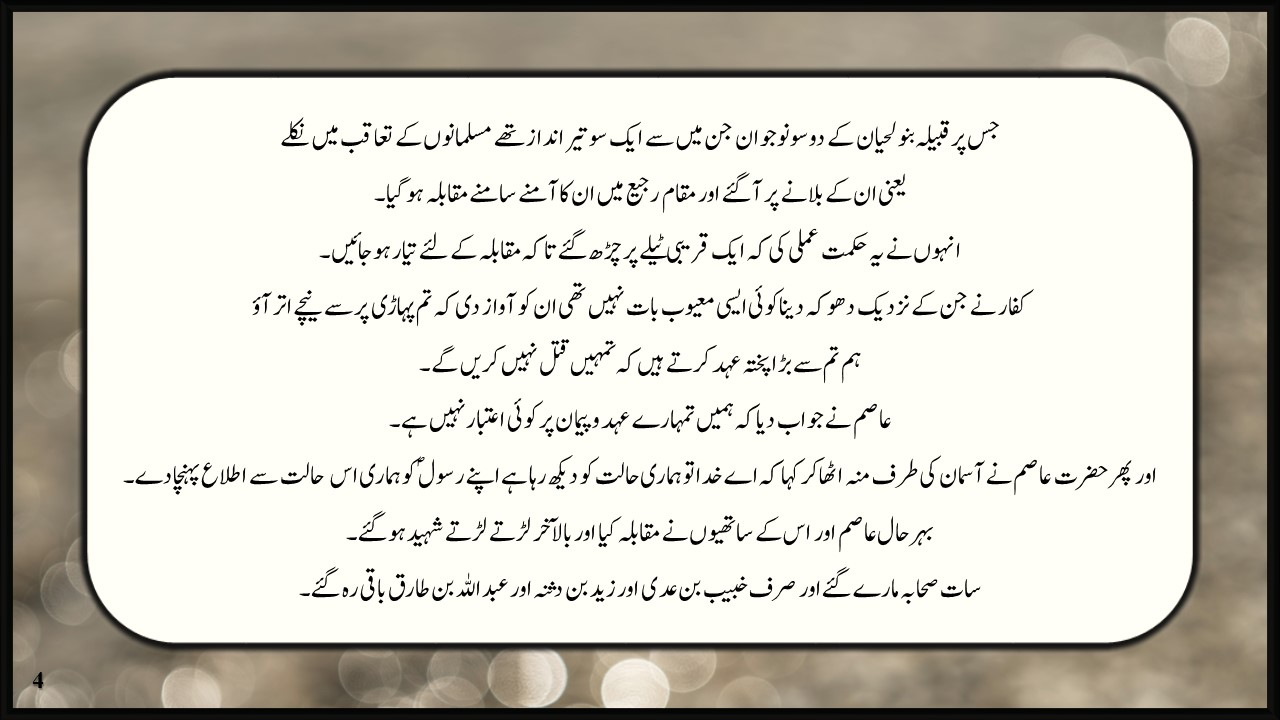 جس پر قبیلہ بنو لحیان کے دوسو نوجوان جن میں سے ایک سو تیر انداز تھے مسلمانوں کے تعاقب میں نکلے
یعنی ان کے بلانے پر آگئے اور مقام رجیع میں ان کا آمنے سامنے مقابلہ ہو گیا۔
انہوں نے یہ حکمت عملی کی کہ ایک قریبی ٹیلے پر چڑھ گئے تاکہ مقابلہ کے لئے تیار ہو جائیں۔
کفار نے جن کے نزدیک دھوکہ دینا کوئی ایسی معیوب بات نہیں تھی ان کو آواز دی کہ تم پہاڑی پر سے نیچے اتر آؤ
ہم تم سے بڑا پختہ عہد کرتے ہیں کہ تمہیں قتل نہیں کریں گے۔
عاصم نے جواب دیا کہ ہمیں تمہارے عہد و پیمان پر کوئی اعتبار نہیں ہے۔
اور پھر حضرت عاصم نے آسمان کی طرف منہ اٹھا کر کہا کہ اے خدا تو ہماری حالت کو دیکھ رہا ہے اپنے رسولؐ کو ہماری اس حالت سے اطلاع پہنچا دے۔
بہر حال عاصم اور اس کے ساتھیوں نے مقابلہ کیا اور بالآخر لڑتے لڑتے شہید ہو گئے۔
سات صحابہ مارے گئے اور صرف خبیب بن عدی اور زید بن دثنہ اور عبد اللہ بن طارق باقی رہ گئے۔
4